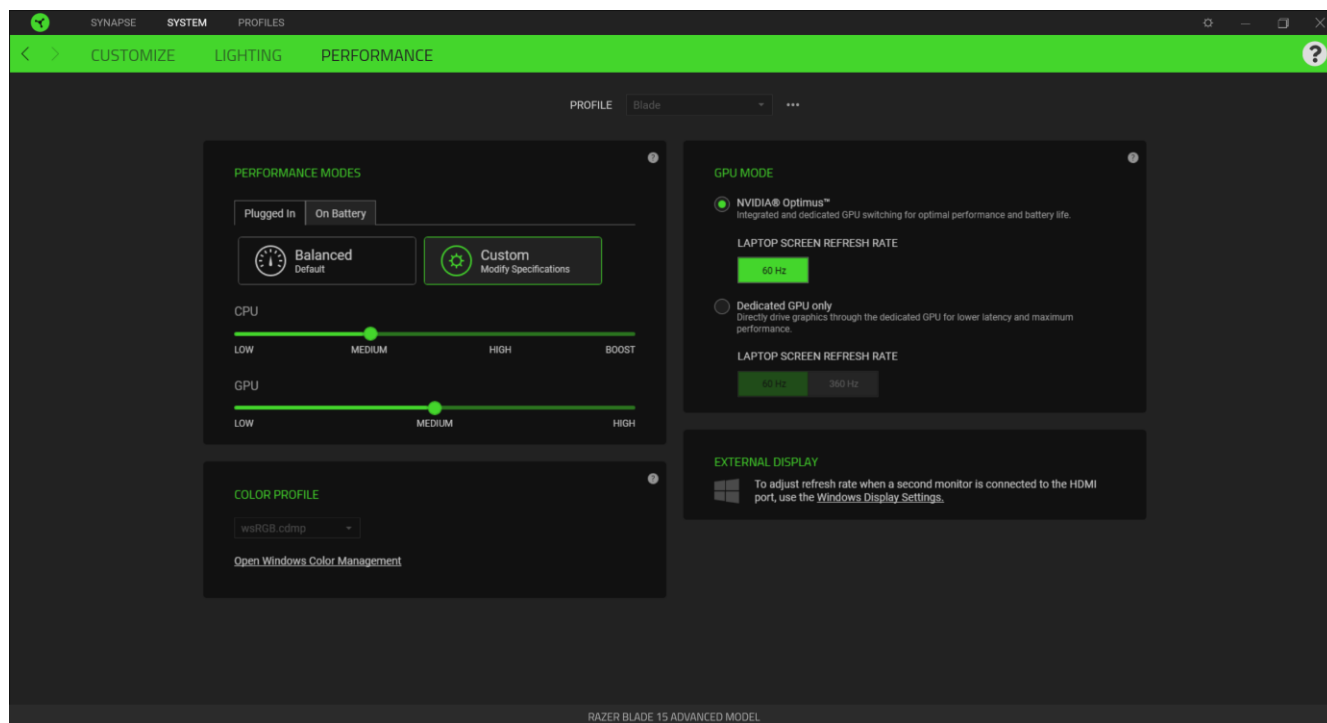 SYNAPSE SYSTEM PROFILES
CUSTOMIZE LIGHTING PERFORMANCE ?
PROFILE Blade
PERFORMANCE MODES
?
Plugged In On Battery
Balanced
Default
Custom
Modify Specifications
CPU
LOW MEDIUM HIGH BOOST
GPU
LOW MEDIUM HIGH
COLOR PROFILE
?
wsRGB.cdmp
Open Windows Color Management
GPU MODE
?
NVIDIA® Optimus™
Integrated and dedicated GPU switching for optimal performance and battery life.
LAPTOP SCREEN REFRESH RATE
60 Hz
Dedicated GPU only
Directly drive graphics through the dedicated GPU for lower latency and maximum
performance.
LAPTOP SCREEN REFRESH RATE
60 Hz 360 Hz
EXTERNAL DISPLAY
To adjust refresh rate when a second monitor is connected to the HDMI
port, use the Windows Display Settings.
RAZER BLADE 15 ADVANCED MODEL